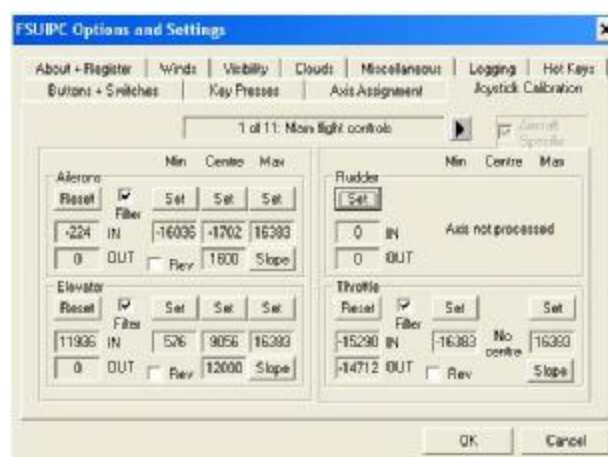 FSUIPC Options and Settings
About + Register | Winds | Visibility | Clouds | Miscellaneous | Logging | Hot Keys
Buttons + Switches | Key Presses | Axis Assignment | Joystick Calibration
1 of 11: Main flight controls
Aircraft Specific
Ailerons
Min Centre Max
Reset Filter Set Set Set
-224 IN -16036 -1702 16383
0 OUT Rev 1600 Slope
Rudder
Min Centre Max
Set
0 IN Axis not processed
0 OUT
Elevator
Reset Filter Set Set Set
11936 IN 576 9056 16383
0 OUT Rev 12000 Slope
Throttle
Reset Filter Set Set
-15290 IN -16383 No centre 16383
-14712 OUT Rev Slope
OK Cancel